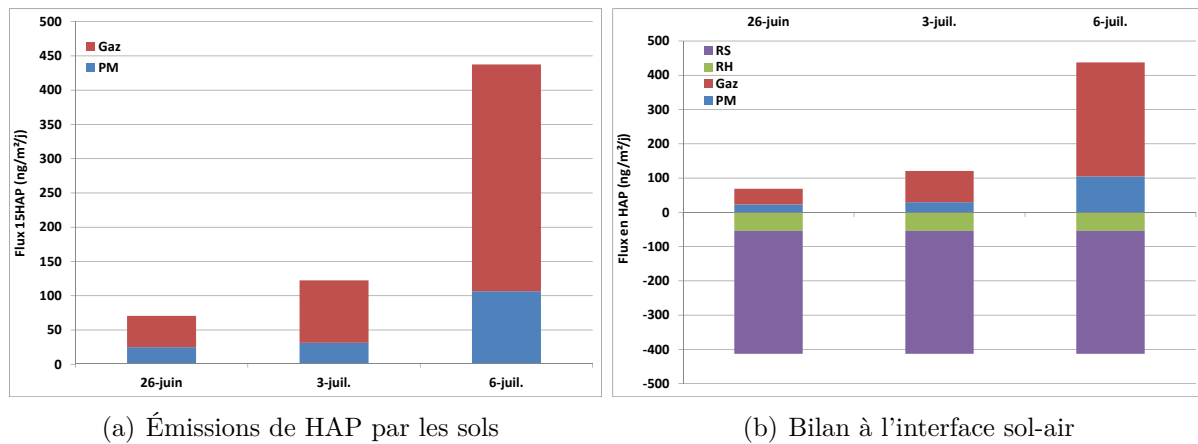 500
450
400
350
300
250
200
150
100
50
0
Flux 15HAP (ng/m²/j)
Gaz
PM
26-juin
3-juil.
6-juil.
(a) Émissions de HAP par les sols
26-juin
3-juil.
6-juil.
500
400
300
200
100
0
-100
-200
-300
-400
-500
Flux en HAP (ng/m²/j)
RS
RH
Gaz
PM
(b) Bilan à l'interface sol-air